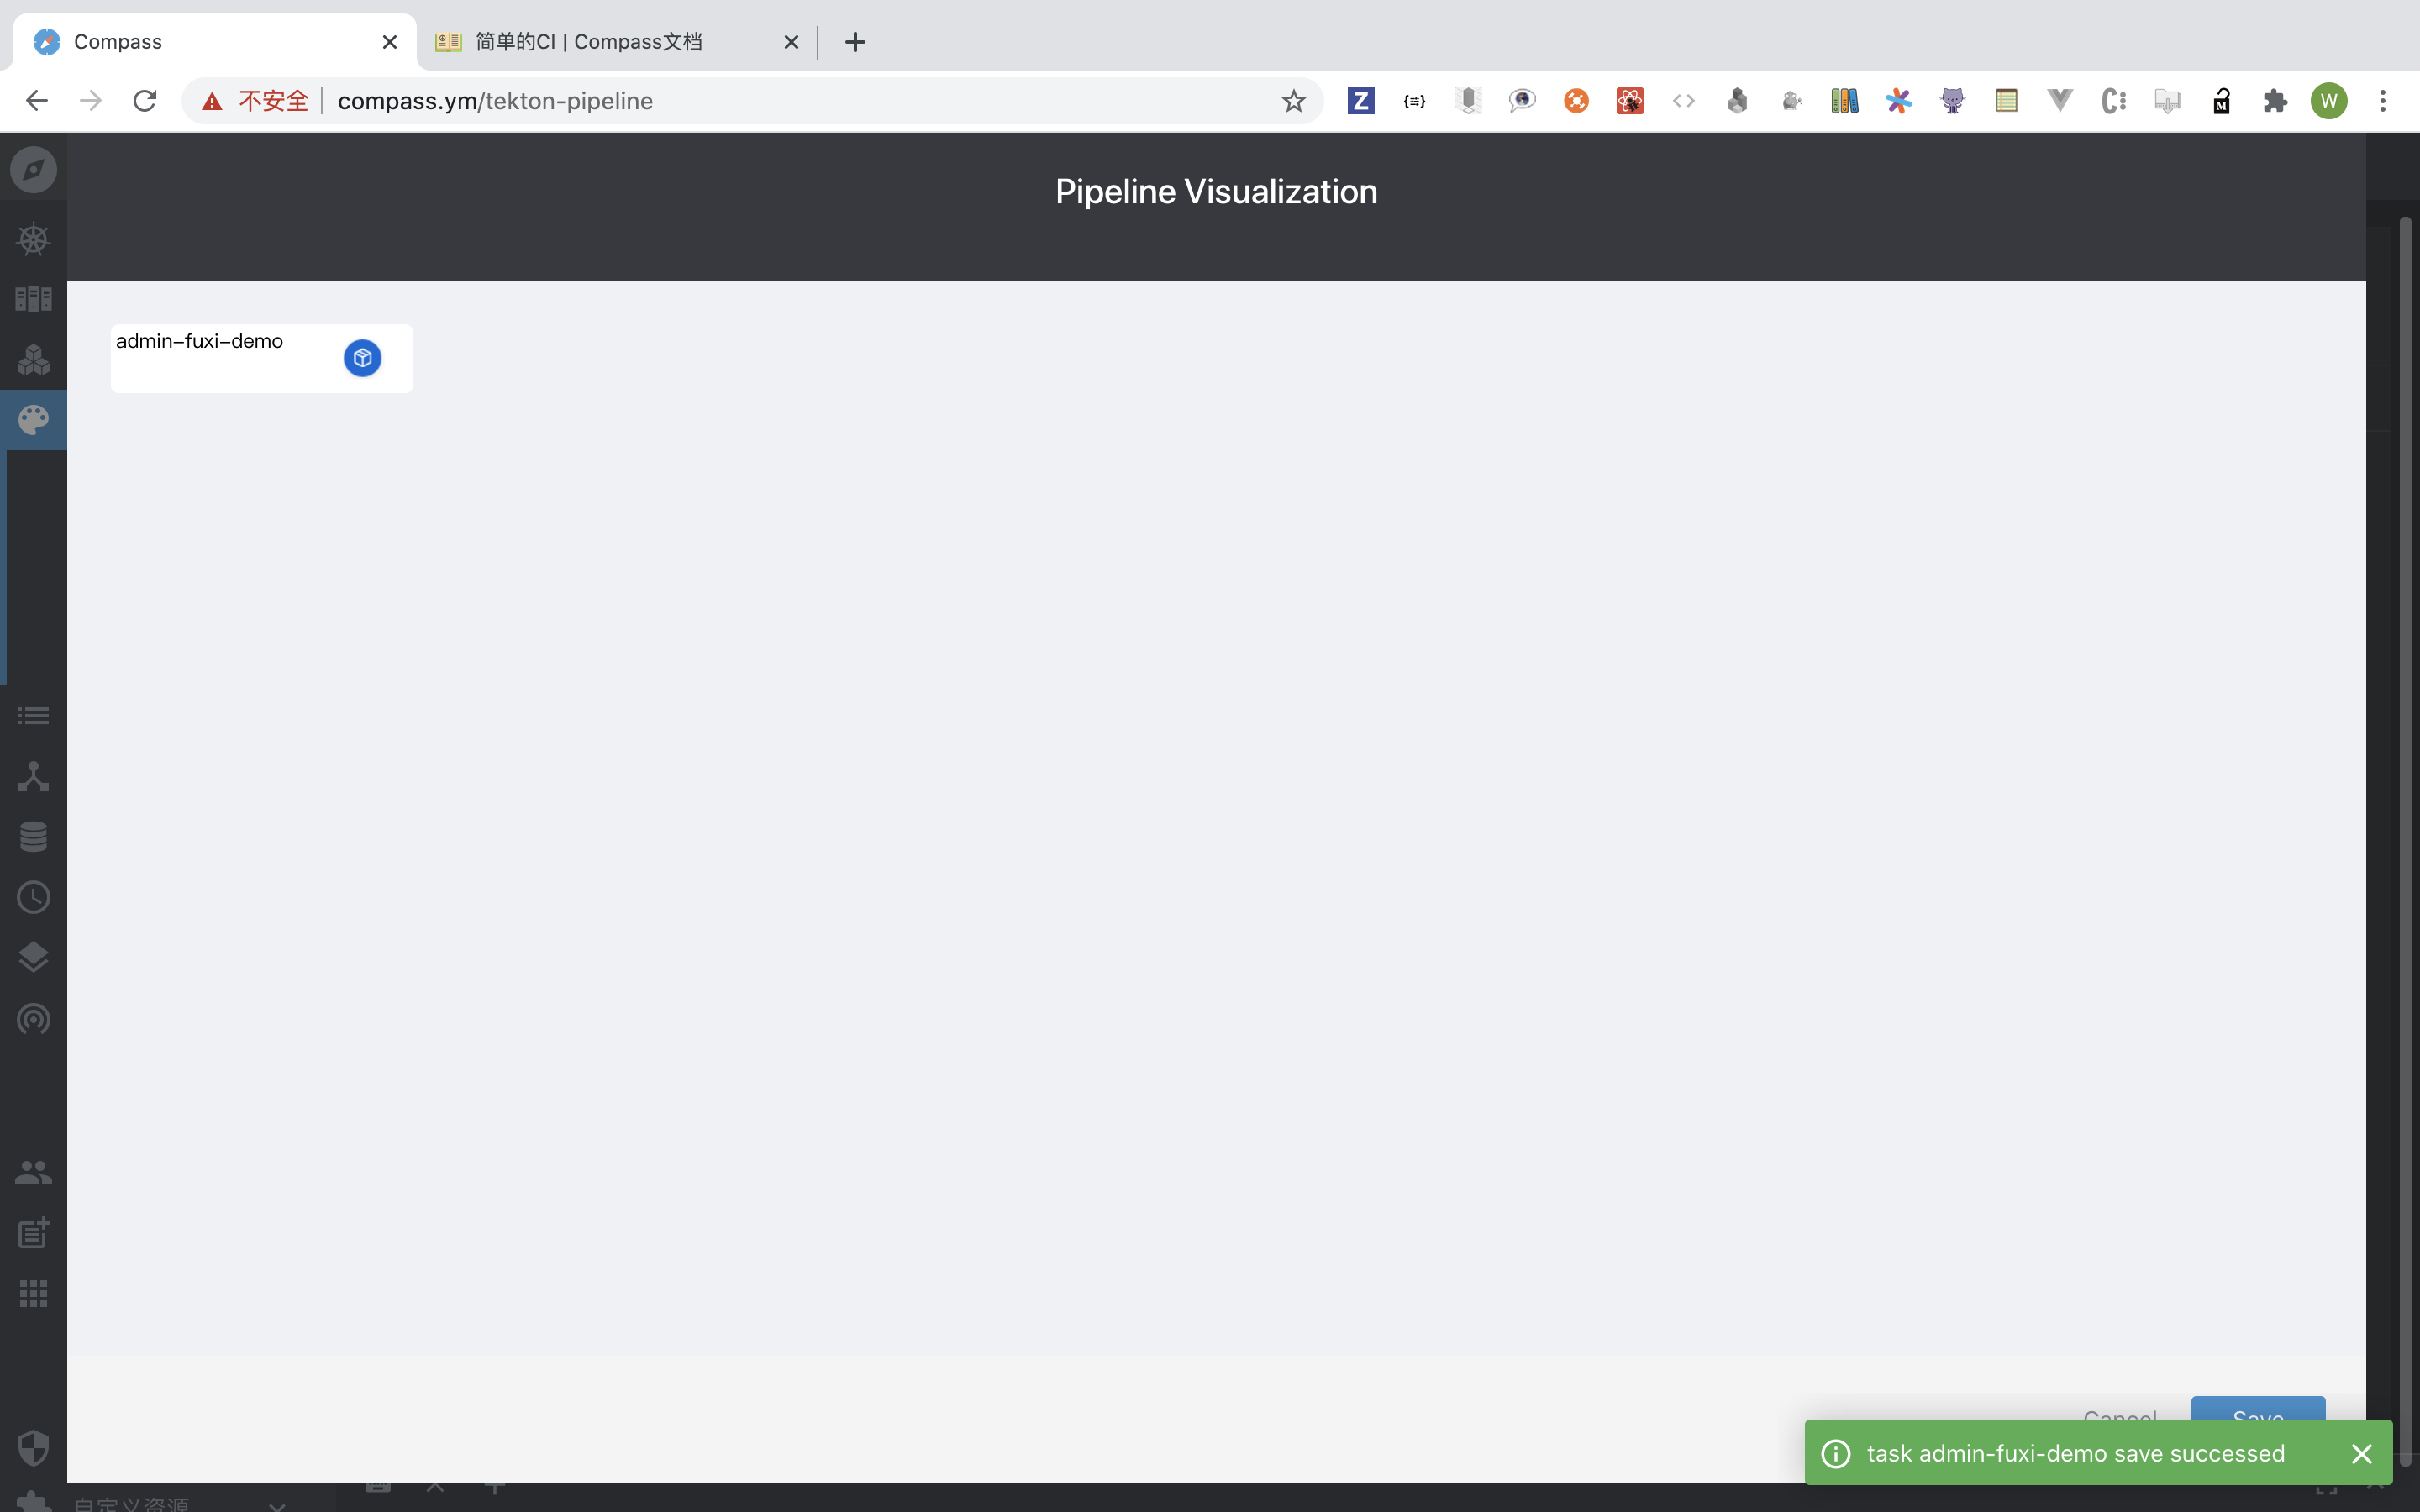 Compass
简单的CI | Compass文档
不安全
compass.ym/tekton-pipeline
Z
M
W
Pipeline Visualization
admin-fuxi-demo
Cancel
Save
task admin-fuxi-demo save successed
自定义资源